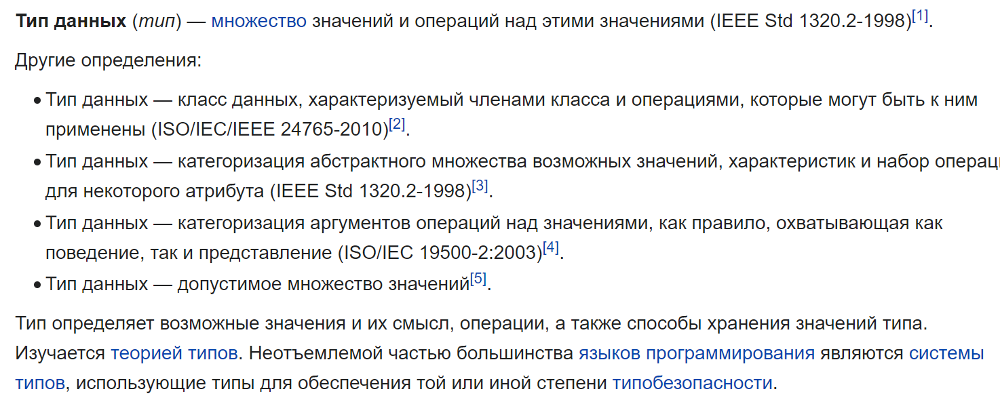 Тип данных (тип) — множество значений и операций над этими значениями (IEEE Std 1320.2-1998)[1].
Другие определения:
• Тип данных — класс данных, характеризуемый членами класса и операциями, которые могут быть к ним
применены (ISO/IEC/IEEE 24765-2010)[2].
• Тип данных — категоризация абстрактного множества возможных значений, характеристик и набор
для некоторого атрибута (IEEE Std 1320.2-1998)[3].
• Тип данных — категоризация аргументов операций над значениями, как правило, охватывающая как
поведение, так и представление (ISO/IEC 19500-2:2003)[4].
• Тип данных — допустимое множество значений[5].
Тип определяет возможные значения и их смысл, операции, а также способы хранения значений типа.
Изучается теорией типов. Неотъемлемой частью большинства языков программирования являются системы
типов, использующие типы для обеспечения той или иной степени типобезопасности.